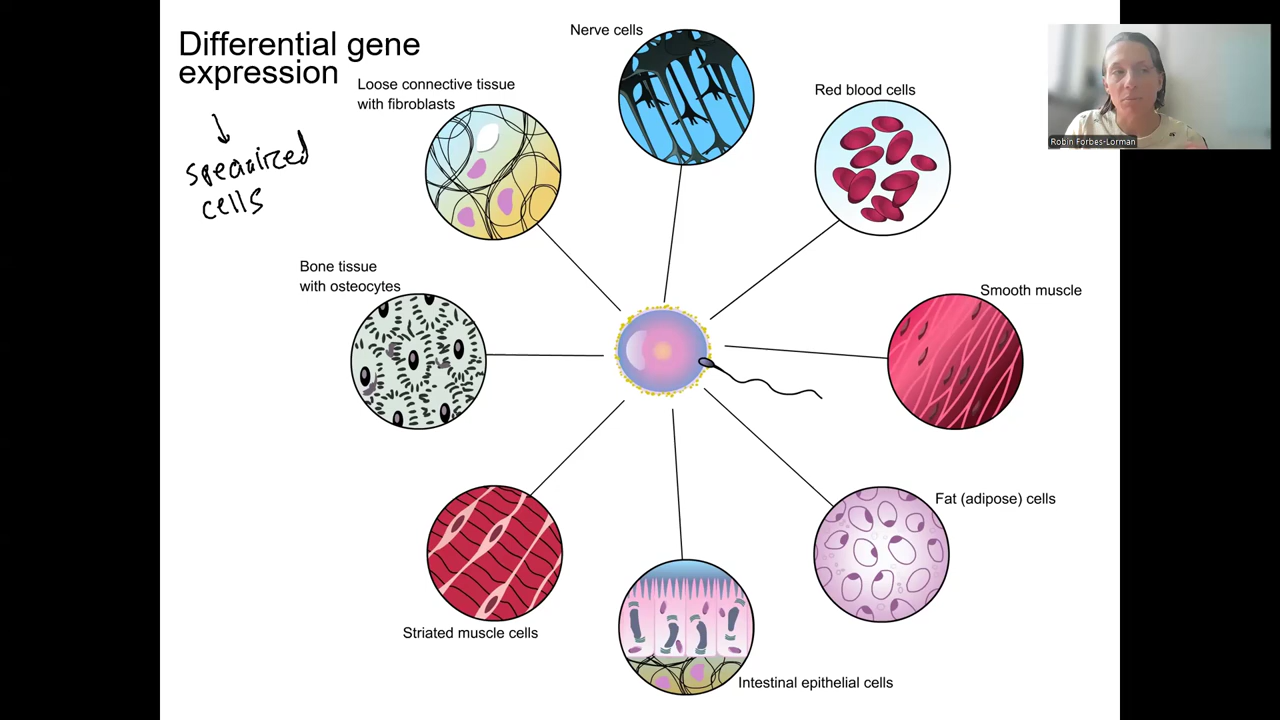 Differential gene
expression
specialized
cells
Nerve cells
Loose connective tissue
with fibroblasts
Red blood cells
Robin Forbes-Lorman
Bone tissue
with osteocytes
Smooth muscle
Fat (adipose) cells
Striated muscle cells
Intestinal epithelial cells